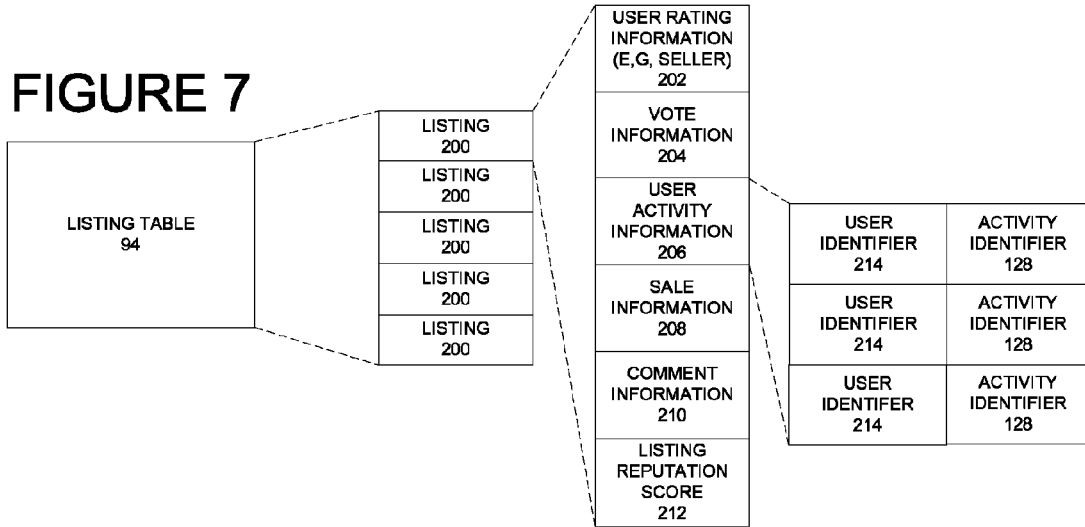 FIGURE 7
LISTING TABLE
94
LISTING
200
LISTING
200
LISTING
200
LISTING
200
LISTING
200
USER RATING
INFORMATION
(E,G, SELLER)
202
VOTE
INFORMATION
204
USER
ACTIVITY
INFORMATION
206
SALE
INFORMATION
208
COMMENT
INFORMATION
210
LISTING
REPUTATION
SCORE
212
USER
IDENTIFIER
214
ACTIVITY
IDENTIFIER
128
USER
IDENTIFIER
214
ACTIVITY
IDENTIFIER
128
USER
IDENTIFER
214
ACTIVITY
IDENTIFIER
128